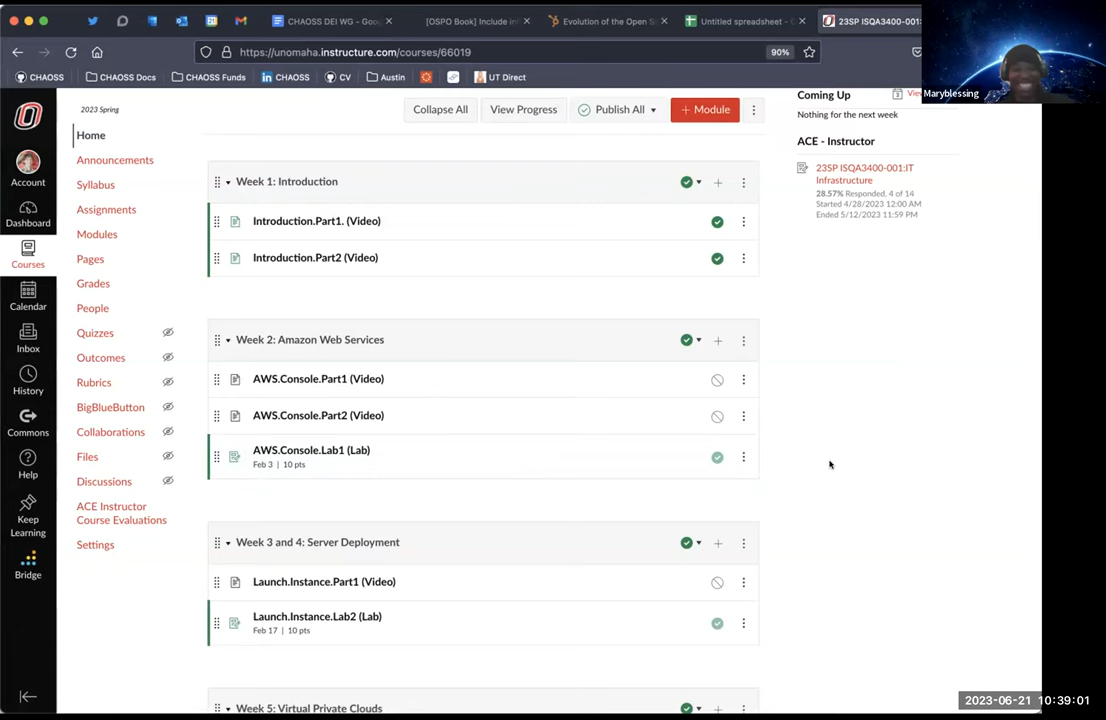 CHAOSS DEI WG - Goo
[OSPO Book] Include in
Evolution of the Open S
Untitled spreadsheet -
23SP ISQA3400-001:
https://unomaha.instructure.com/courses/66019
90%
CHAOSS
CHAOSS Docs
CHAOSS Funds
CHAOSS
CV
Austin
UT Direct
Maryblessing
Account
Dashboard
Courses
Calendar
Inbox
History
Commons
Help
Keep
Learning
Bridge
2023 Spring
Home
Announcements
Syllabus
Assignments
Modules
Pages
Grades
People
Quizzes
Outcomes
Rubrics
BigBlueButton
Collaborations
Files
Discussions
ACE Instructor
Course Evaluations
Settings
Collapse All
View Progress
Publish All
+ Module
Week 1: Introduction
Introduction.Part1. (Video)
Introduction.Part2 (Video)
Week 2: Amazon Web Services
AWS.Console.Part1 (Video)
AWS.Console.Part2 (Video)
AWS.Console.Lab1 (Lab)
Feb 3 | 10 pts
Week 3 and 4: Server Deployment
Launch.Instance.Part1 (Video)
Launch.Instance.Lab2 (Lab)
Feb 17 | 10 pts
Week 5: Virtual Private Clouds
Coming Up
Nothing for the next week
ACE - Instructor
23SP ISQA3400-001:IT
Infrastructure
28.57% Responded, 4 of 14
Started 4/28/2023 12:00 AM
Ended 5/12/2023 11:59 PM
2023-06-21 10:39:01